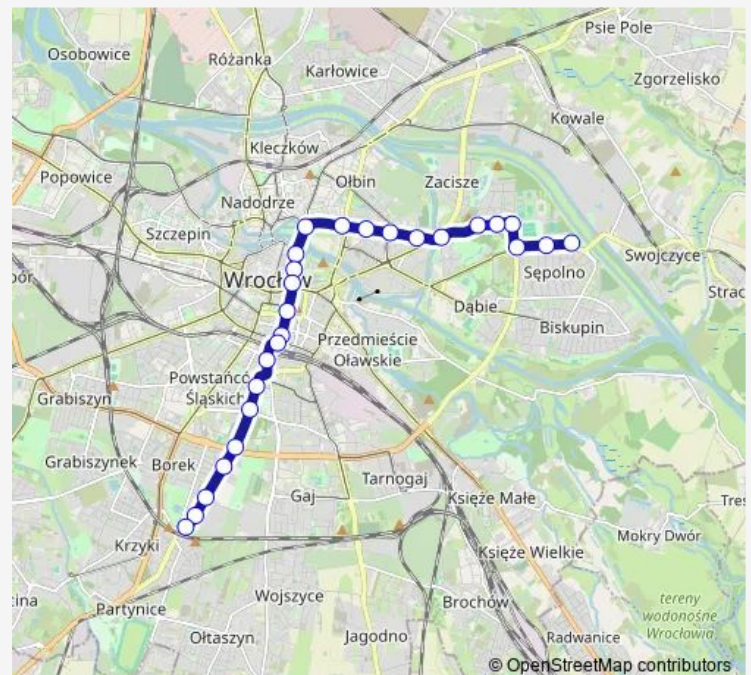 Psie Pole
Osobowice
Różanka
Karłowice
Zgorzelisko
Kowale
Kleczków
Popowice
Ołbin
Zacisze
Nadodrze
Szczepin
Swojczyce
Sępolno
Wrocław
Strac
Dąbie
Biskupin
Przedmieście
Oławskie
Powstańcó
Śląskich
Grabiszyn
Grabiszynek
Borek
Tarnogaj
Gaj
Księże Małe
Tres
Mokry Dwór
Krzyki
Księże Wielkie
Wojszyce
Brochów
tereny
wodonośne
Wrocławia
Partynice
Ołtaszyn
Jagodno
Radwanice
© OpenStreetMap contributors